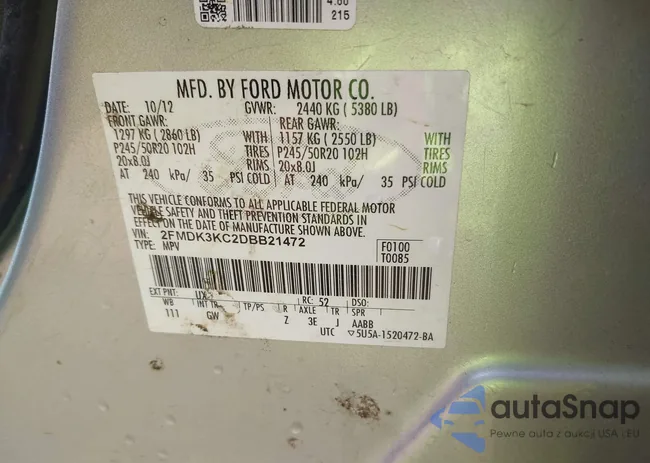 4.60
215
MFD. BY FORD MOTOR CO.
DATE: 10/12 GVWR: 2440 KG ( 5380 LB)
FRONT GAWR: REAR GAWR:
1297 KG ( 2860 LB) WITH 1157 KG ( 2550 LB) WITH
P245/50R20 102H TIRES P245/50R20 102H TIRES
20x8.0J RIMS 20x8.0J RIMS
AT 240 kPa/ 35 PSI COLD AT 240 kPa/ 35 PSI COLD
THIS VEHICLE CONFORMS TO ALL APPLICABLE FEDERAL MOTOR
VEHICLE SAFETY AND THEFT PREVENTION STANDARDS IN
EFFECT ON THE DATE OF MANUFACTURE SHOWN ABOVE.
VIN: 2FMDK3KC2DBB21472 F0100
TYPE: MPV T0085
EXT PNT: UX RC: 52 DSO:
WB INT TR TP/PS R AXLE TR SPR
111 GW Z 3E J AABB
UTC ▽5U5A-1520472-BA
autaSnap
Pewne auta z aukcji USA i EU